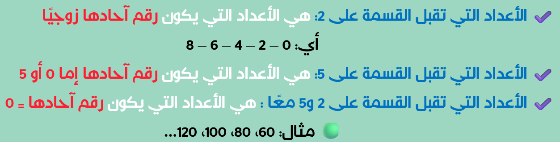 الأعداد التي تقبل القسمة على 2: هي الأعداد التي يكون رقم آحادها زوجيًا
أي: 0 – 2 – 4 – 6 – 8
الأعداد التي تقبل القسمة على 5: هي الأعداد التي يكون رقم آحادها إما 0 أو 5
الأعداد التي تقبل القسمة على 2 و5 معًا : هي الأعداد التي يكون رقم آحادها = 0
مثال: 60، 80، 100، 120...